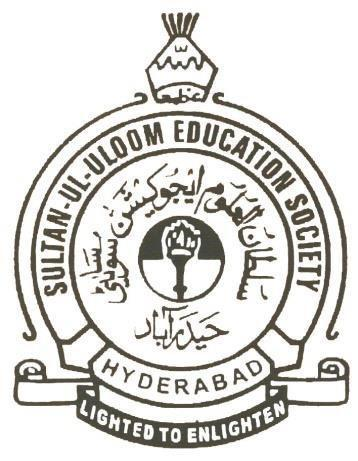 SULTAN-UL-ULOOM EDUCATION SOCIETY
سلطان العلوم ایجوکیشن سوسائٹی
حیدرآباد
HYDERABAD
LIGHTED TO ENLIGHTEN